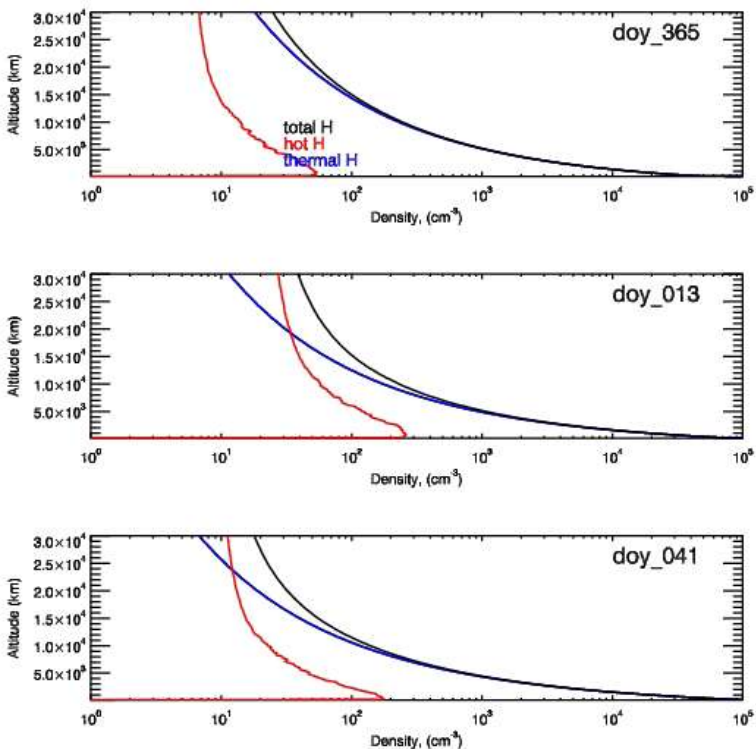 3.0×10⁴
2.5×10⁴
2.0×10⁴
1.5×10⁴
1.0×10⁴
5.0×10³
Altitude (km)
doy_365
total H
hot H
thermal H
10⁰ 10¹ 10² 10³ 10⁴ 10⁵
Density, (cm⁻³)
3.0×10⁴
2.5×10⁴
2.0×10⁴
1.5×10⁴
1.0×10⁴
5.0×10³
Altitude (km)
doy_013
10⁰ 10¹ 10² 10³ 10⁴ 10⁵
Density, (cm⁻³)
3.0×10⁴
2.5×10⁴
2.0×10⁴
1.5×10⁴
1.0×10⁴
5.0×10³
Altitude (km)
doy_041
10⁰ 10¹ 10² 10³ 10⁴ 10⁵
Density, (cm⁻³)